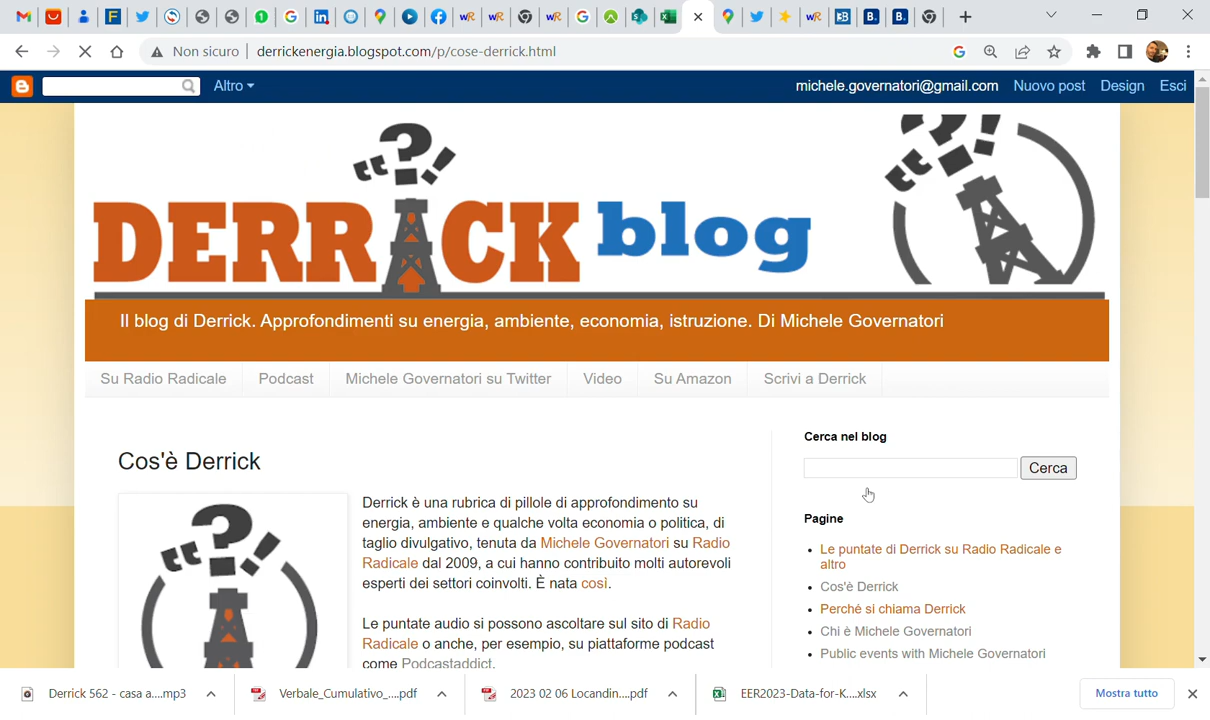 Non sicuro
derrickenergia.blogspot.com/p/cose-derrick.html
Altro
michele.governatori@gmail.com
Nuovo post
Design
Esci
"?!
DERRICK blog
Il blog di Derrick. Approfondimenti su energia, ambiente, economia, istruzione. Di Michele Governatori
Su Radio Radicale
Podcast
Michele Governatori su Twitter
Video
Su Amazon
Scrivi a Derrick
Cos'è Derrick
Derrick è una rubrica di pillole di approfondimento su
energia, ambiente e qualche volta economia o politica, di
taglio divulgativo, tenuta da Michele Governatori su Radio
Radicale dal 2009, a cui hanno contribuito molti autorevoli
esperti dei settori coinvolti. È nata così.
Le puntate audio si possono ascoltare sul sito di Radio
Radicale o anche, per esempio, su piattaforme podcast
come Podcastaddict.
Cerca nel blog
Cerca
Pagine
Le puntate di Derrick su Radio Radicale e
altro
Cos'è Derrick
Perché si chiama Derrick
Chi è Michele Governatori
Public events with Michele Governatori
Derrick 562 - casa a....mp3
Verbale_Cumulativo_....pdf
2023 02 06 Locandin....pdf
EER2023-Data-for-K....xlsx
Mostra tutto